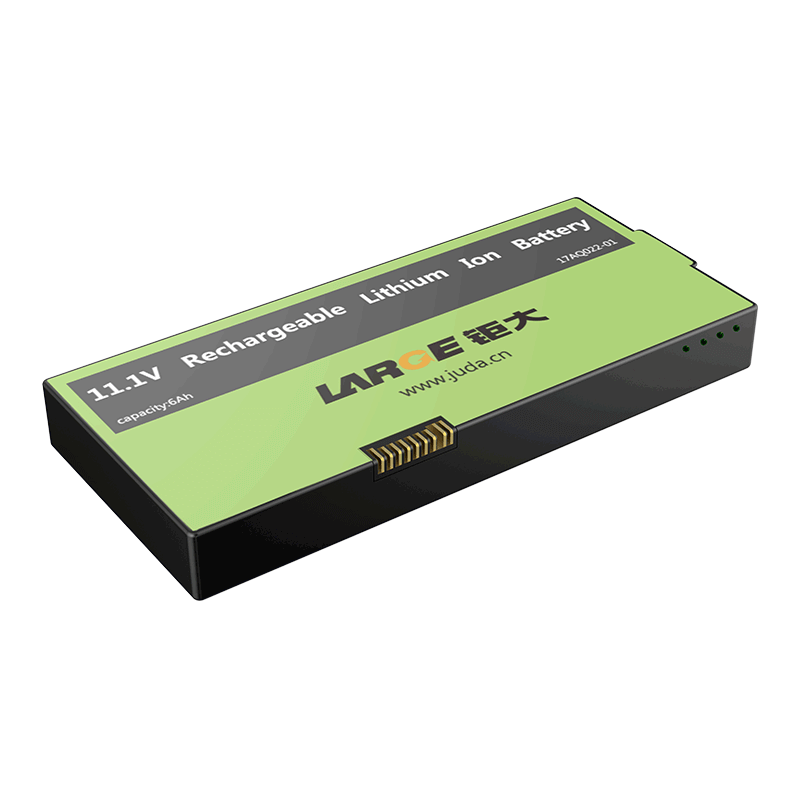 11.1V Rechargeable Lithium Ion Battery
capacity:6Ah 17AQ022-01
LARGE 钜大
www.juda.cn